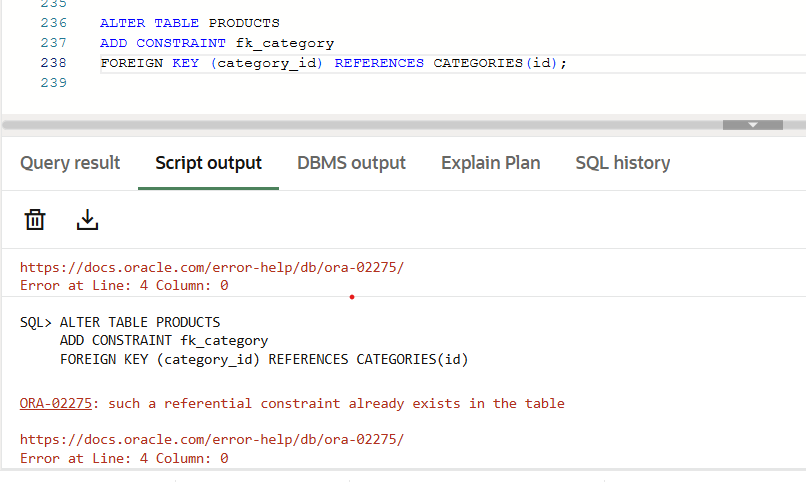 235
236 ALTER TABLE PRODUCTS
237 ADD CONSTRAINT fk_category
238 FOREIGN KEY (category_id) REFERENCES CATEGORIES(id);
239
Query result Script output DBMS output Explain Plan SQL history
https://docs.oracle.com/error-help/db/ora-02275/
Error at Line: 4 Column: 0
SQL> ALTER TABLE PRODUCTS
ADD CONSTRAINT fk_category
FOREIGN KEY (category_id) REFERENCES CATEGORIES(id)
ORA-02275: such a referential constraint already exists in the table
https://docs.oracle.com/error-help/db/ora-02275/
Error at Line: 4 Column: 0